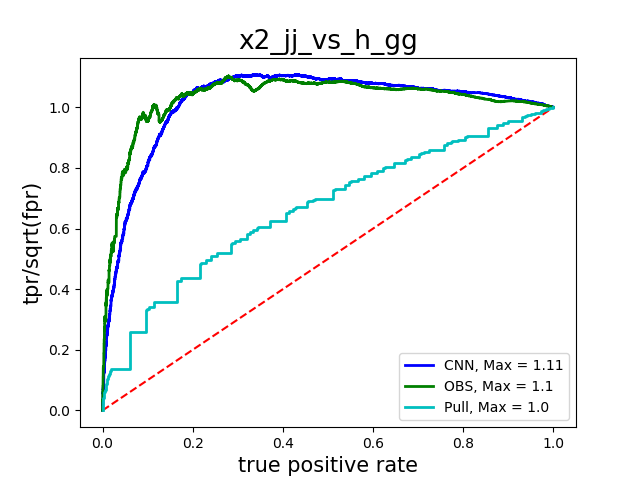 x2_jj_vs_h_gg
tpr/sqrt(fpr)
1.0
0.8
0.6
0.4
0.2
0.0
CNN, Max = 1.11
OBS, Max = 1.1
Pull, Max = 1.0
0.0 0.2 0.4 0.6 0.8 1.0
true positive rate